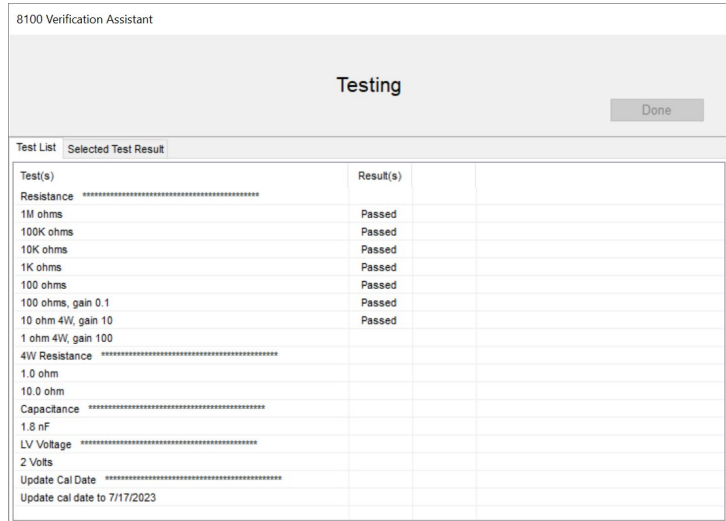 8100 Verification Assistant
Testing
Done
Test List Selected Test Result
Test(s) Result(s)
Resistance ********************************************
1M ohms Passed
100K ohms Passed
10K ohms Passed
1K ohms Passed
100 ohms Passed
100 ohms, gain 0.1 Passed
10 ohm 4W, gain 10 Passed
1 ohm 4W, gain 100
4W Resistance ********************************************
1.0 ohm
10.0 ohm
Capacitance ********************************************
1.8 nF
LV Voltage ********************************************
2 Volts
Update Cal Date ********************************************
Update cal date to 7/17/2023